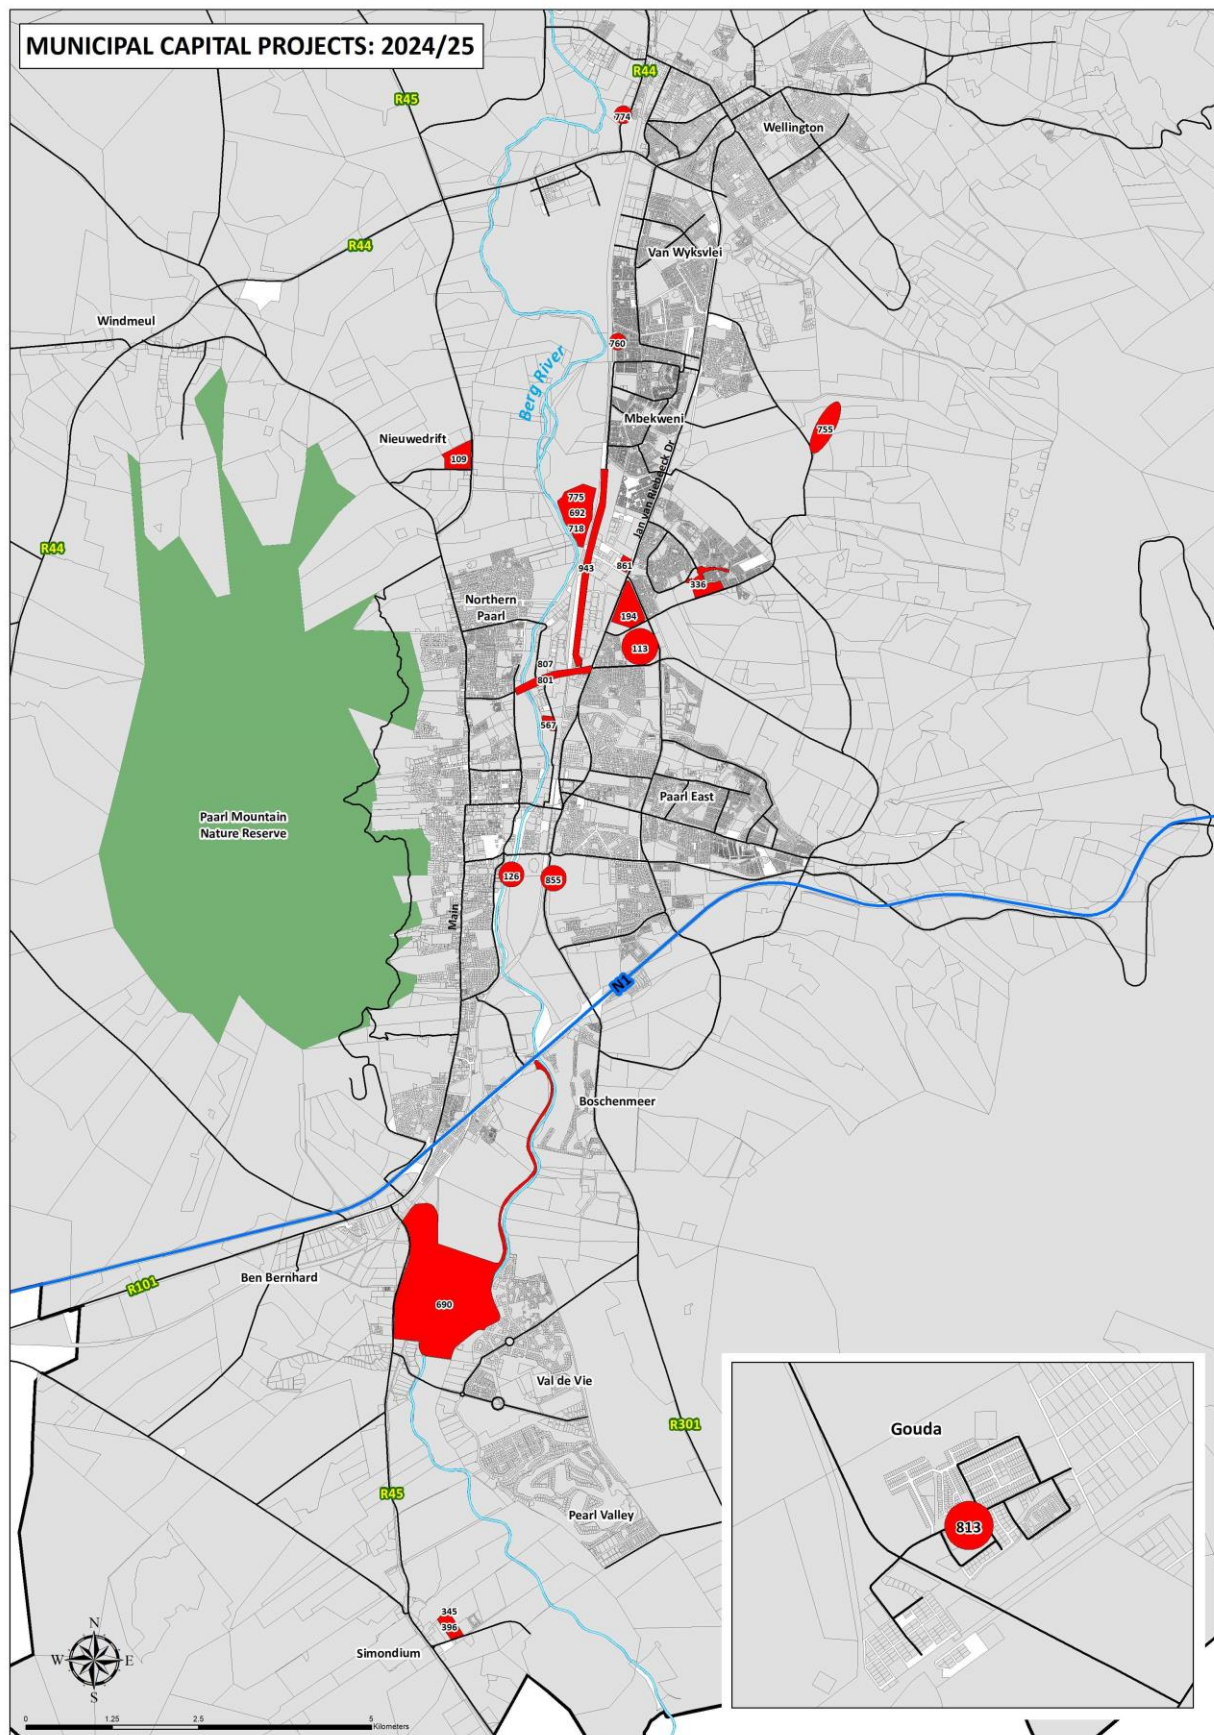 MUNICIPAL CAPITAL PROJECTS: 2024/25
R44
R45
774
Wellington
R44
Van Wyksvlei
Windmeul
760
Berg River
Mbekweni
755
Nieuwedrift
109
Jan van Riebeeck Dr
775
692
718
R44
943
861
336
Northern
Paarl
194
113
807
801
567
Paarl East
Paarl Mountain
Nature Reserve
126
855
Main
N1
Boschenmeer
Ben Bernhard
R101
690
Val de Vie
R301
Gouda
R45
Pearl Valley
813
345
396
Simondium
N
W
E
S
0
1.25
2.5
5
Kilometers